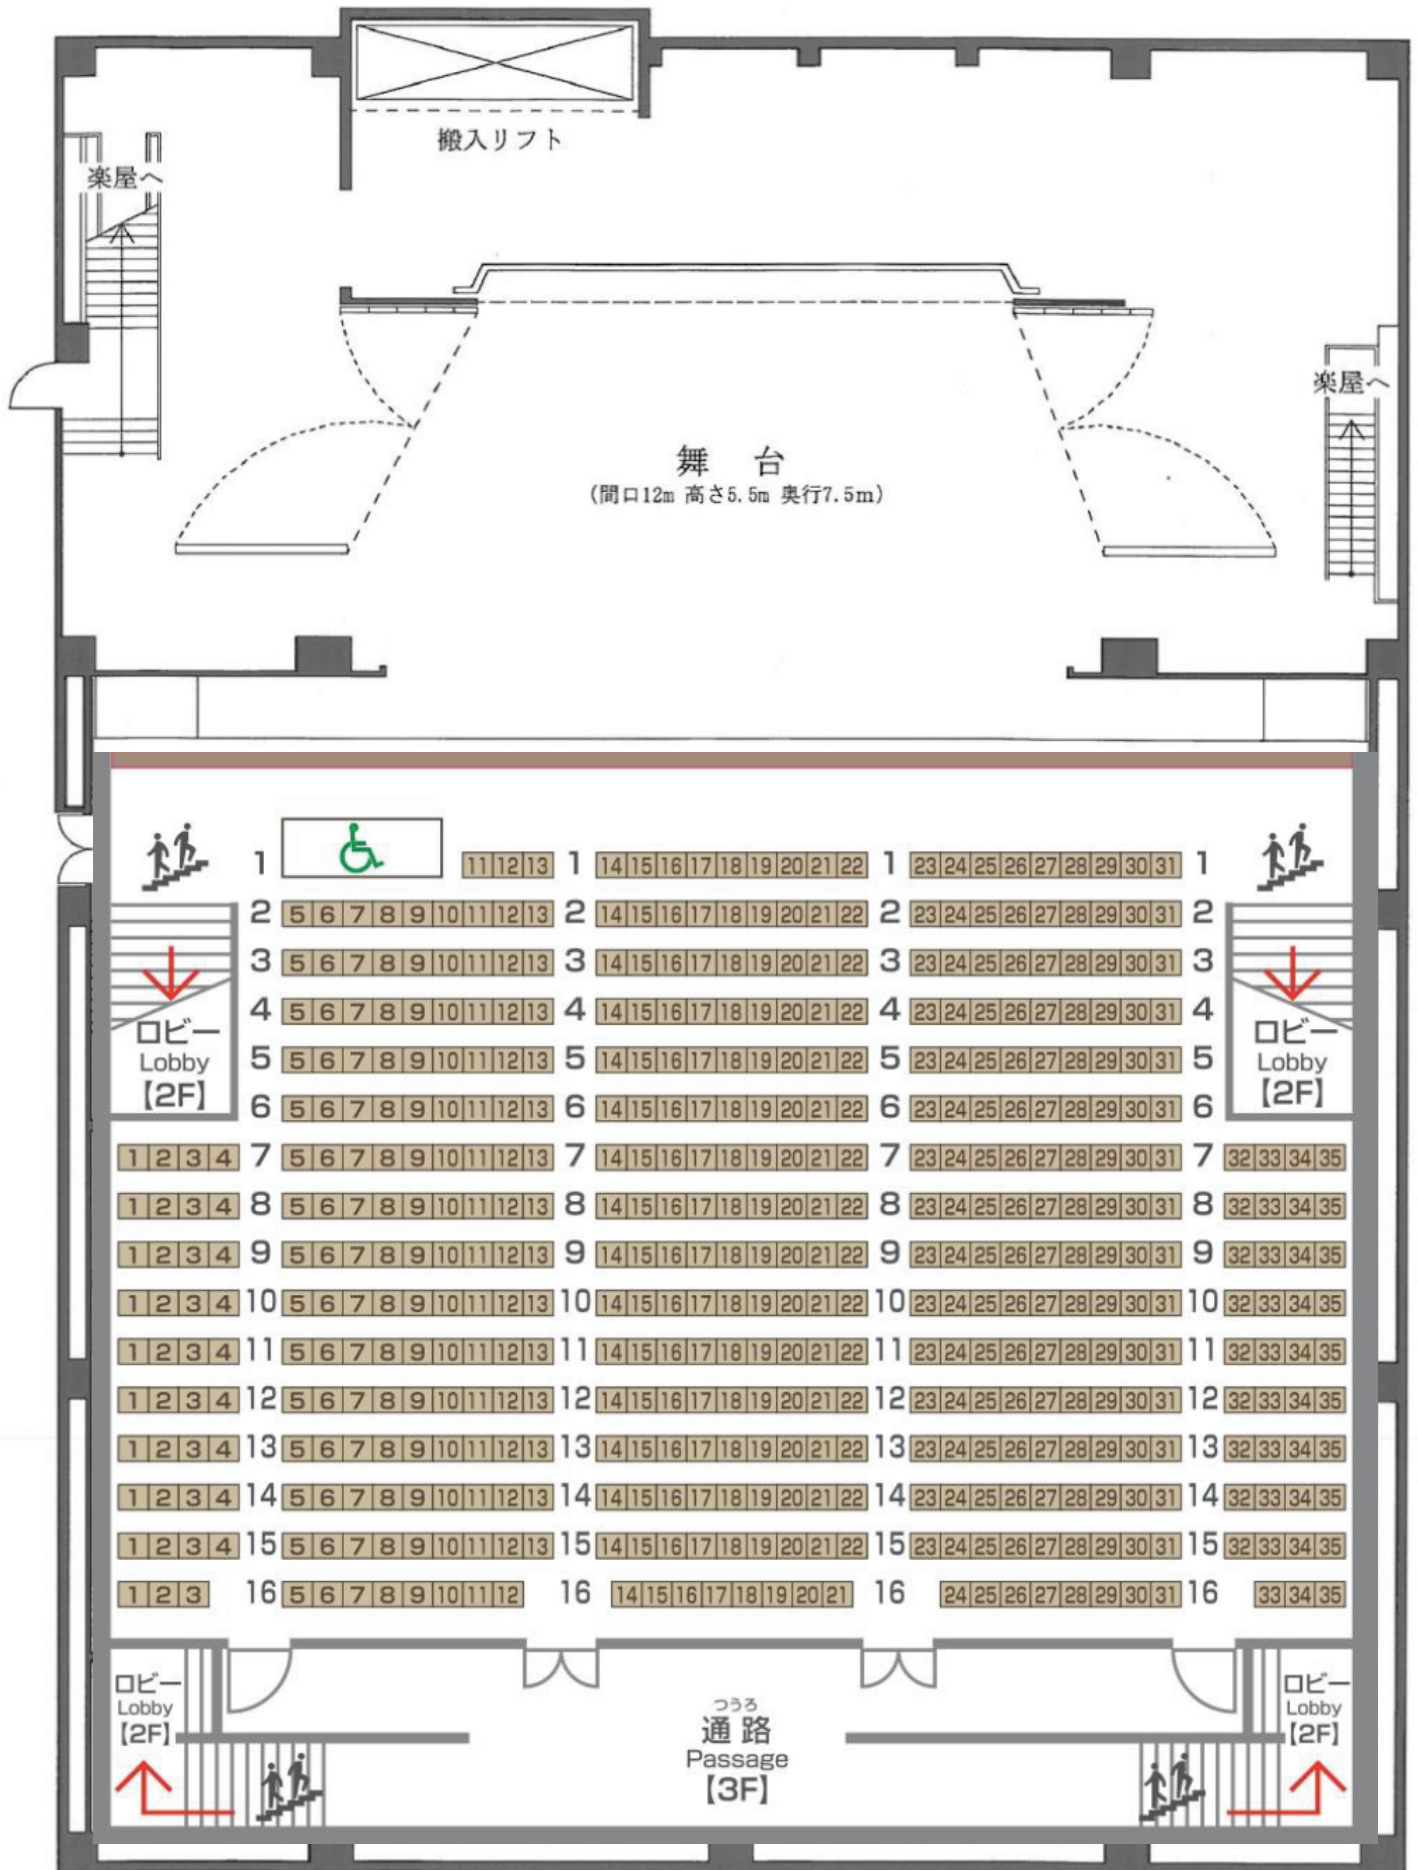 搬入リフト
楽屋へ
楽屋へ
舞 台
(間口12m 高さ5.5m 奥行7.5m)
1 11 12 13 1 14 15 16 17 18 19 20 21 22 1 23 24 25 26 27 28 29 30 31 1
2 5 6 7 8 9 10 11 12 13 2 14 15 16 17 18 19 20 21 22 2 23 24 25 26 27 28 29 30 31 2
3 5 6 7 8 9 10 11 12 13 3 14 15 16 17 18 19 20 21 22 3 23 24 25 26 27 28 29 30 31 3
4 5 6 7 8 9 10 11 12 13 4 14 15 16 17 18 19 20 21 22 4 23 24 25 26 27 28 29 30 31 4
ロビー
Lobby
【2F】
ロビー
Lobby
【2F】
5 5 6 7 8 9 10 11 12 13 5 14 15 16 17 18 19 20 21 22 5 23 24 25 26 27 28 29 30 31 5
6 5 6 7 8 9 10 11 12 13 6 14 15 16 17 18 19 20 21 22 6 23 24 25 26 27 28 29 30 31 6
1 2 3 4 7 5 6 7 8 9 10 11 12 13 7 14 15 16 17 18 19 20 21 22 7 23 24 25 26 27 28 29 30 31 7 32 33 34 35
1 2 3 4 8 5 6 7 8 9 10 11 12 13 8 14 15 16 17 18 19 20 21 22 8 23 24 25 26 27 28 29 30 31 8 32 33 34 35
1 2 3 4 9 5 6 7 8 9 10 11 12 13 9 14 15 16 17 18 19 20 21 22 9 23 24 25 26 27 28 29 30 31 9 32 33 34 35
1 2 3 4 10 5 6 7 8 9 10 11 12 13 10 14 15 16 17 18 19 20 21 22 10 23 24 25 26 27 28 29 30 31 10 32 33 34 35
1 2 3 4 11 5 6 7 8 9 10 11 12 13 11 14 15 16 17 18 19 20 21 22 11 23 24 25 26 27 28 29 30 31 11 32 33 34 35
1 2 3 4 12 5 6 7 8 9 10 11 12 13 12 14 15 16 17 18 19 20 21 22 12 23 24 25 26 27 28 29 30 31 12 32 33 34 35
1 2 3 4 13 5 6 7 8 9 10 11 12 13 13 14 15 16 17 18 19 20 21 22 13 23 24 25 26 27 28 29 30 31 13 32 33 34 35
1 2 3 4 14 5 6 7 8 9 10 11 12 13 14 14 15 16 17 18 19 20 21 22 14 23 24 25 26 27 28 29 30 31 14 32 33 34 35
1 2 3 4 15 5 6 7 8 9 10 11 12 13 15 14 15 16 17 18 19 20 21 22 15 23 24 25 26 27 28 29 30 31 15 32 33 34 35
1 2 3 16 5 6 7 8 9 10 11 12 16 14 15 16 17 18 19 20 21 16 24 25 26 27 28 29 30 31 16 33 34 35
ロビー
Lobby
【2F】
つうろ
通路
Passage
【3F】
ロビー
Lobby
【2F】